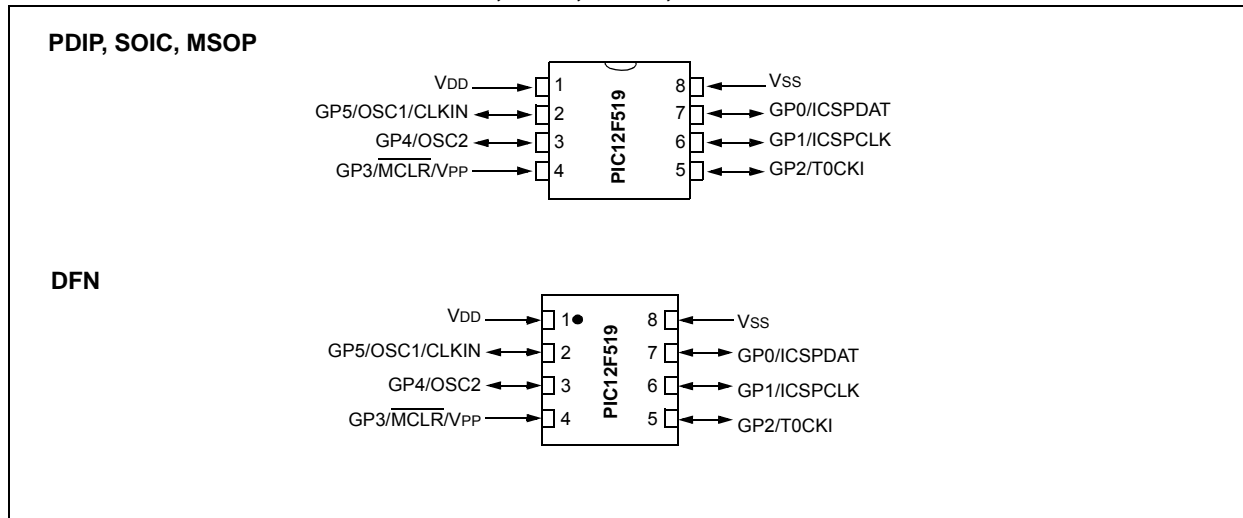 PDIP, SOIC, MSOP
VDD 1 8 VSS
GP5/OSC1/CLKIN 2 7 GP0/ICSPDAT
GP4/OSC2 3 6 GP1/ICSPCLK
GP3/MCLR/VPP 4 5 GP2/T0CKI
PIC12F519
DFN
VDD 1 8 VSS
GP5/OSC1/CLKIN 2 7 GP0/ICSPDAT
GP4/OSC2 3 6 GP1/ICSPCLK
GP3/MCLR/VPP 4 5 GP2/T0CKI
PIC12F519